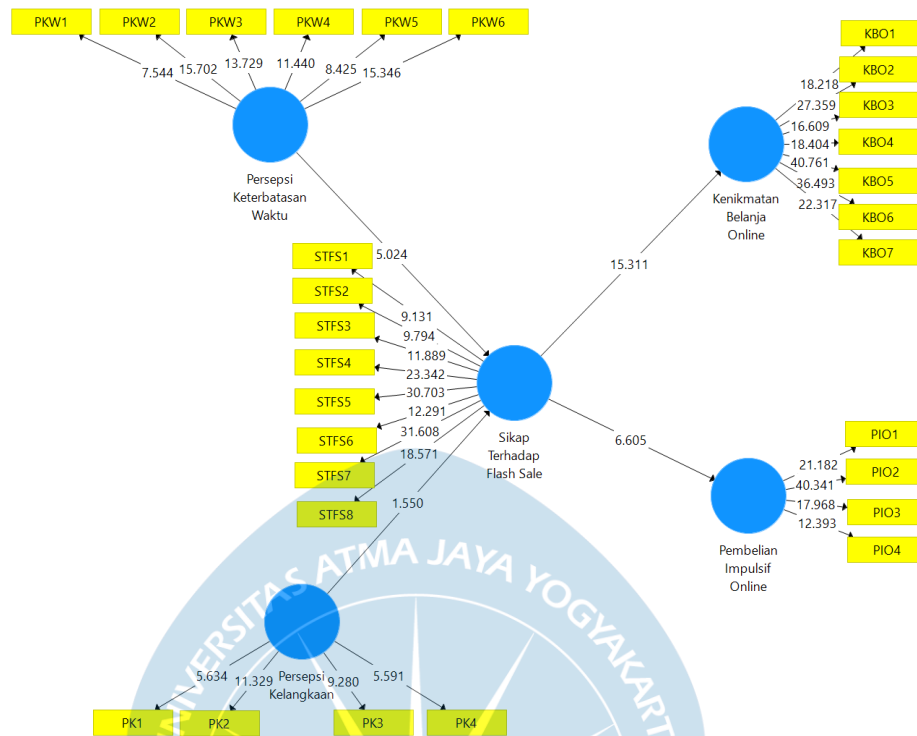 PKW1 PKW2 PKW3 PKW4 PKW5 PKW6
7.544 15.702 13.729 11.440 8.425 15.346
Persepsi
Keterbatasan
Waktu
KBO1
KBO2
KBO3
KBO4
KBO5
KBO6
KBO7
18.218
27.359
16.609
18.404
40.761
36.493
22.317
Kenikmatan
Belanja
Online
5.024
15.311
STFS1
STFS2
STFS3
STFS4
STFS5
STFS6
STFS7
STFS8
9.131
9.794
11.889
23.342
30.703
12.291
31.608
18.571
Sikap
Terhadap
Flash Sale
1.550
6.605
PIO1
PIO2
PIO3
PIO4
21.182
40.341
17.968
12.393
Pembelian
Impulsif
Online
Persepsi
Kelangkaan
5.634 11.329 9.280 5.591
PK1 PK2 PK3 PK4
UNIVERSITAS ATMA JAYA YOGYAKARTA